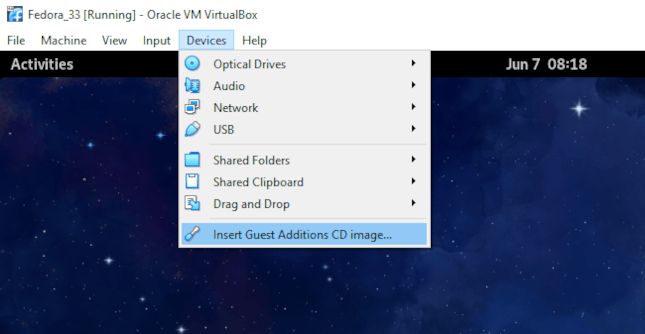 Fedora_33 [Running] - Oracle VM VirtualBox
File Machine View Input Devices Help
Activities Jun 7 08:18
Optical Drives
Audio
Network
USB
Shared Folders
Shared Clipboard
Drag and Drop
Insert Guest Additions CD image...